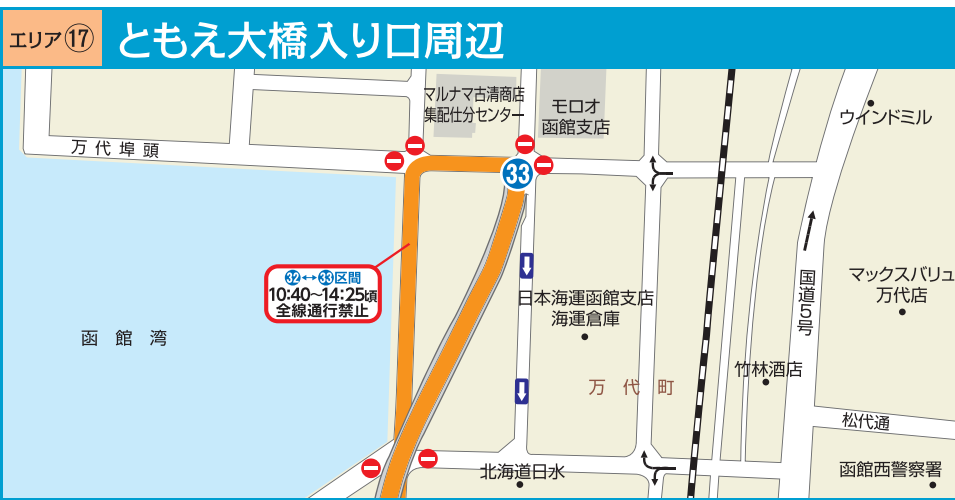 エリア⑰
ともえ大橋入り口周辺
マルナマ古清商店
集配仕分センター
モロオ
函館支店
ウインドミル
万代埠頭
33
32↔33区間
10:40〜14:25頃
全線通行禁止
国道5号
マックスバリュ
万代店
日本海運函館支店
海運倉庫
函館湾
竹林酒店
万代町
松代通
北海道日水
函館西警察署